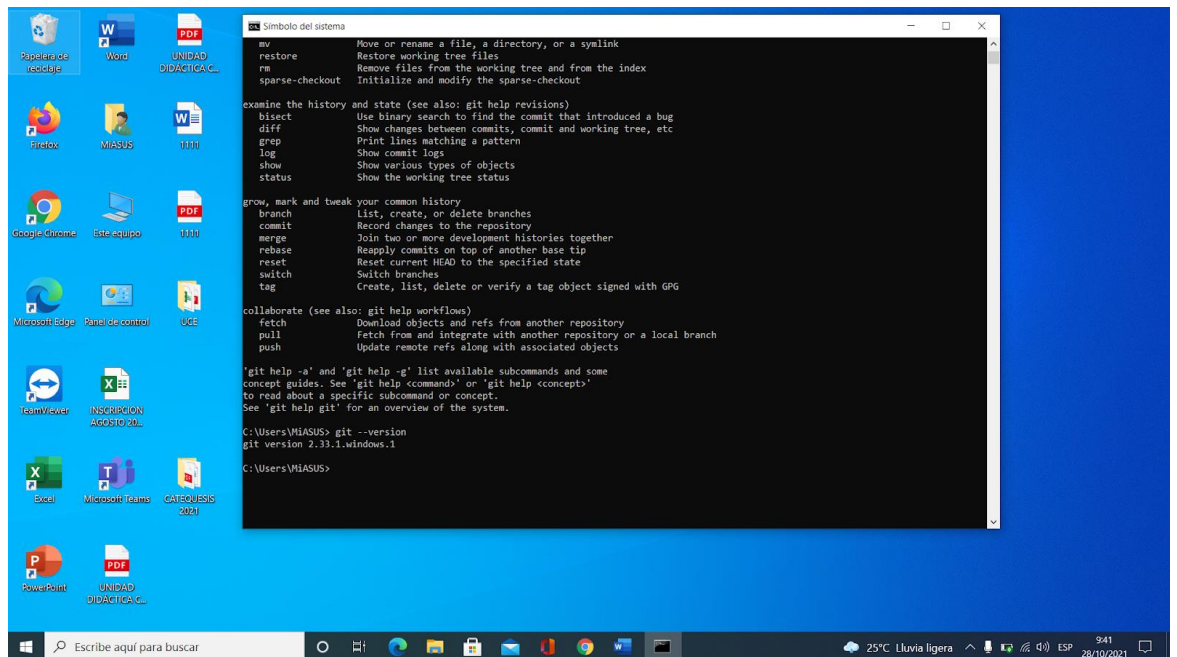 Papelera de
reciclaje
Word
UNIDAD
DIDÁCTICA C...
Firefox
MiASUS
1111
Google Chrome
Este equipo
1111
Microsoft Edge
Panel de control
UCE
TeamViewer
INSCRIPCION
AGOSTO 20...
Excel
Microsoft Teams
CATEQUESIS
2021
PowerPoint
UNIDAD
DIDÁCTICA C...
Símbolo del sistema
mv Move or rename a file, a directory, or a symlink
restore Restore working tree files
rm Remove files from the working tree and from the index
sparse-checkout Initialize and modify the sparse-checkout
examine the history and state (see also: git help revisions)
bisect Use binary search to find the commit that introduced a bug
diff Show changes between commits, commit and working tree, etc
grep Print lines matching a pattern
log Show commit logs
show Show various types of objects
status Show the working tree status
grow, mark and tweak your common history
branch List, create, or delete branches
commit Record changes to the repository
merge Join two or more development histories together
rebase Reapply commits on top of another base tip
reset Reset current HEAD to the specified state
switch Switch branches
tag Create, list, delete or verify a tag object signed with GPG
collaborate (see also: git help workflows)
fetch Download objects and refs from another repository
pull Fetch from and integrate with another repository or a local branch
push Update remote refs along with associated objects
'git help -a' and 'git help -g' list available subcommands and some
concept guides. See 'git help <command>' or 'git help <concept>'
to read about a specific subcommand or concept.
See 'git help git' for an overview of the system.
C:\Users\MiASUS> git --version
git version 2.33.1.windows.1
C:\Users\MiASUS>
Escribe aquí para buscar
25°C Lluvia ligera
ESP
9:41
28/10/2021